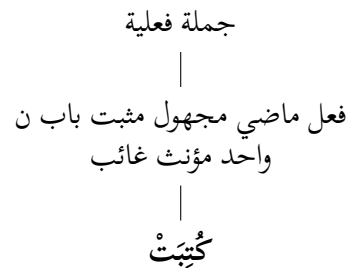 جملة فعلية
فعل ماضي مجهول مثبت باب ن
واحد مؤنث غائب
كُتِبَتْ